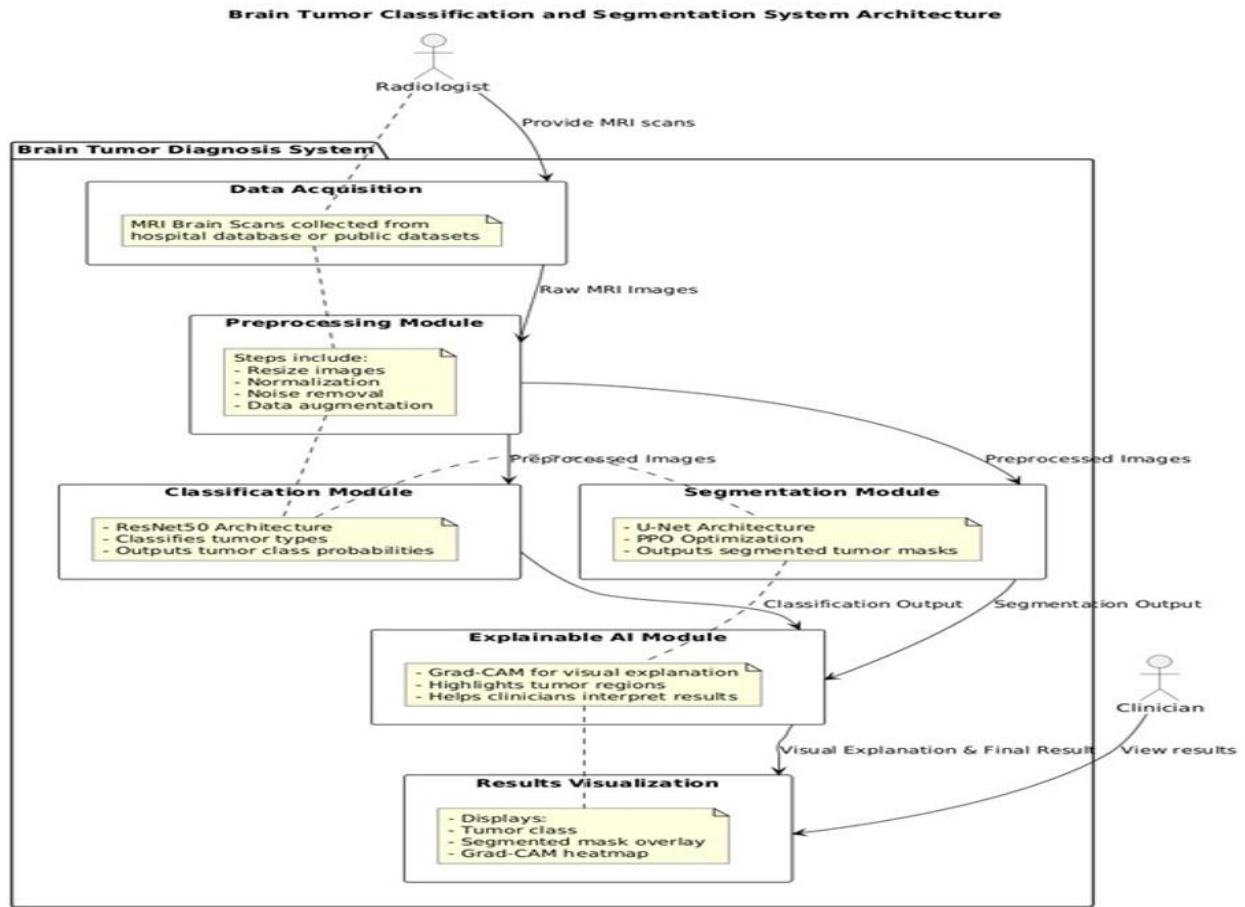 Brain Tumor Classification and Segmentation System Architecture
Radiologist
Provide MRI scans
Brain Tumor Diagnosis System
Data Acquisition
MRI Brain Scans collected from
hospital database or public datasets
Raw MRI Images
Preprocessing Module
Steps include:
- Resize images
- Normalization
- Noise removal
- Data augmentation
Preprocessed Images
Preprocessed Images
Classification Module
- ResNet50 Architecture
- Classifies tumor types
- Outputs tumor class probabilities
Segmentation Module
- U-Net Architecture
- PPO Optimization
- Outputs segmented tumor masks
Classification Output
Segmentation Output
Explainable AI Module
- Grad-CAM for visual explanation
- Highlights tumor regions
- Helps clinicians interpret results
Clinician
Visual Explanation & Final Result
View results
Results Visualization
- Displays:
- Tumor class
- Segmented mask overlay
- Grad-CAM heatmap